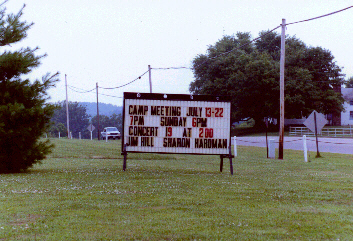 CAMP MEETING JULY 13-22
7PM SUNDAY 6PM
CONCERT 19 AT 2:00
JIM HILL SHARON HARDMAN